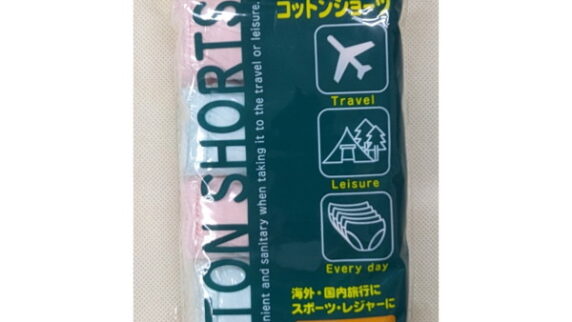 コットンショーツ
TON SHORTS
nient and sanitary when taking it to the travel or leisure.
Travel
Leisure
Every day
海外・国内旅行に
スポーツ・レジャーに